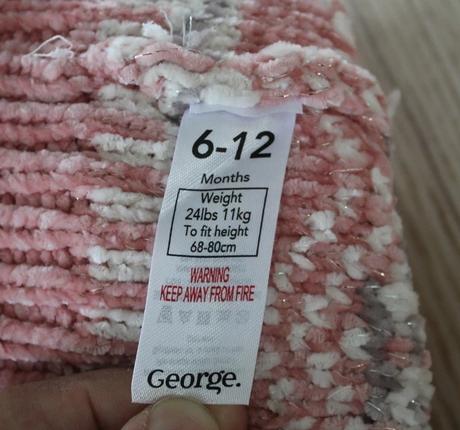 6-12
Months
Weight
24lbs 11kg
To fit height
68-80cm
WARNING
KEEP AWAY FROM FIRE
George.